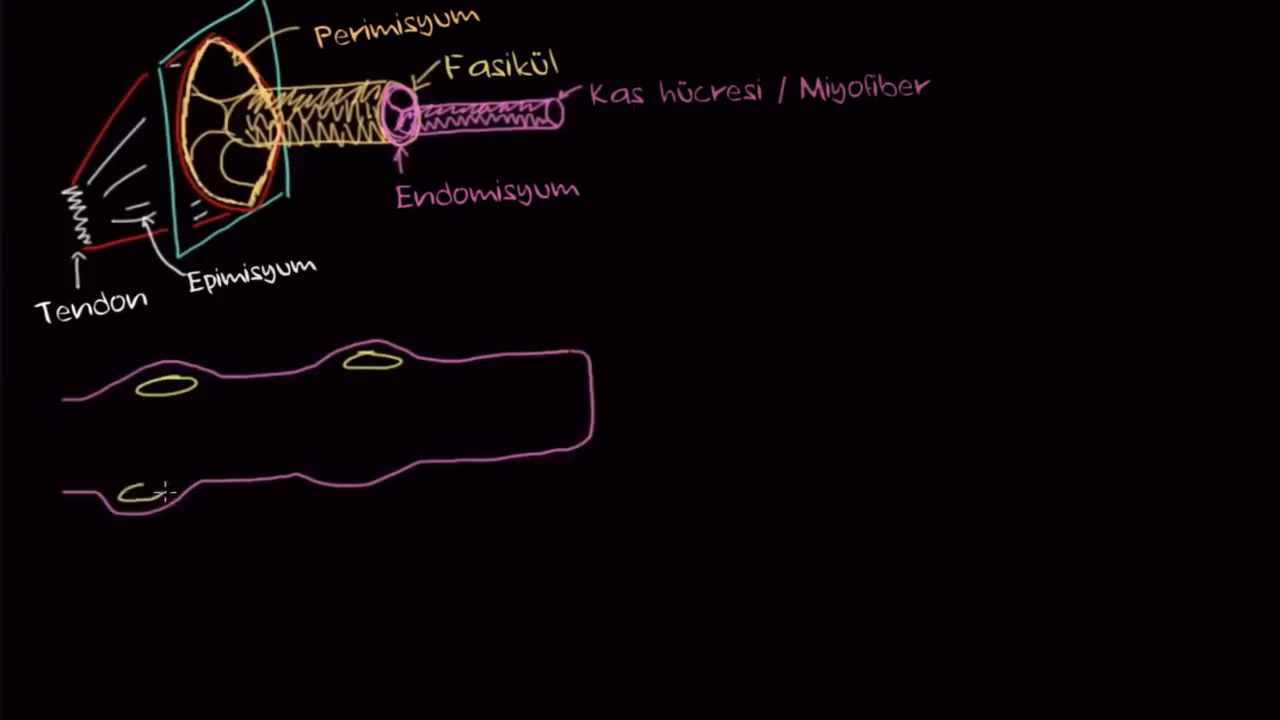 Perimisyum
Fasikül
Kas hücresi / Miyofiber
Endomisyum
Epimisyum
Tendon